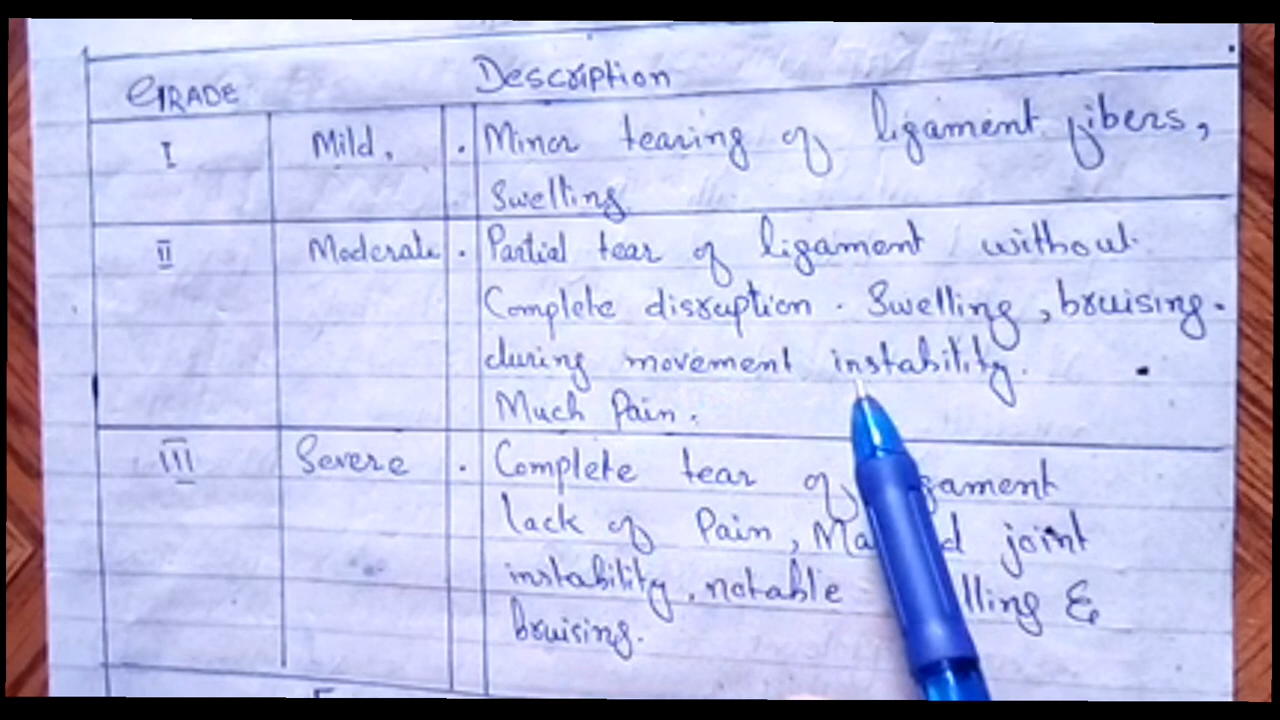 GRADE Description
I Mild. . Minor tearing of ligament fibers,
Swelling
II Moderate . Partial tear of ligament without
Complete disruption . Swelling , bruising.
during movement instability.
Much Pain.
III Severe . Complete tear of
lack of Pain, joint
instability, notable &
bruising.